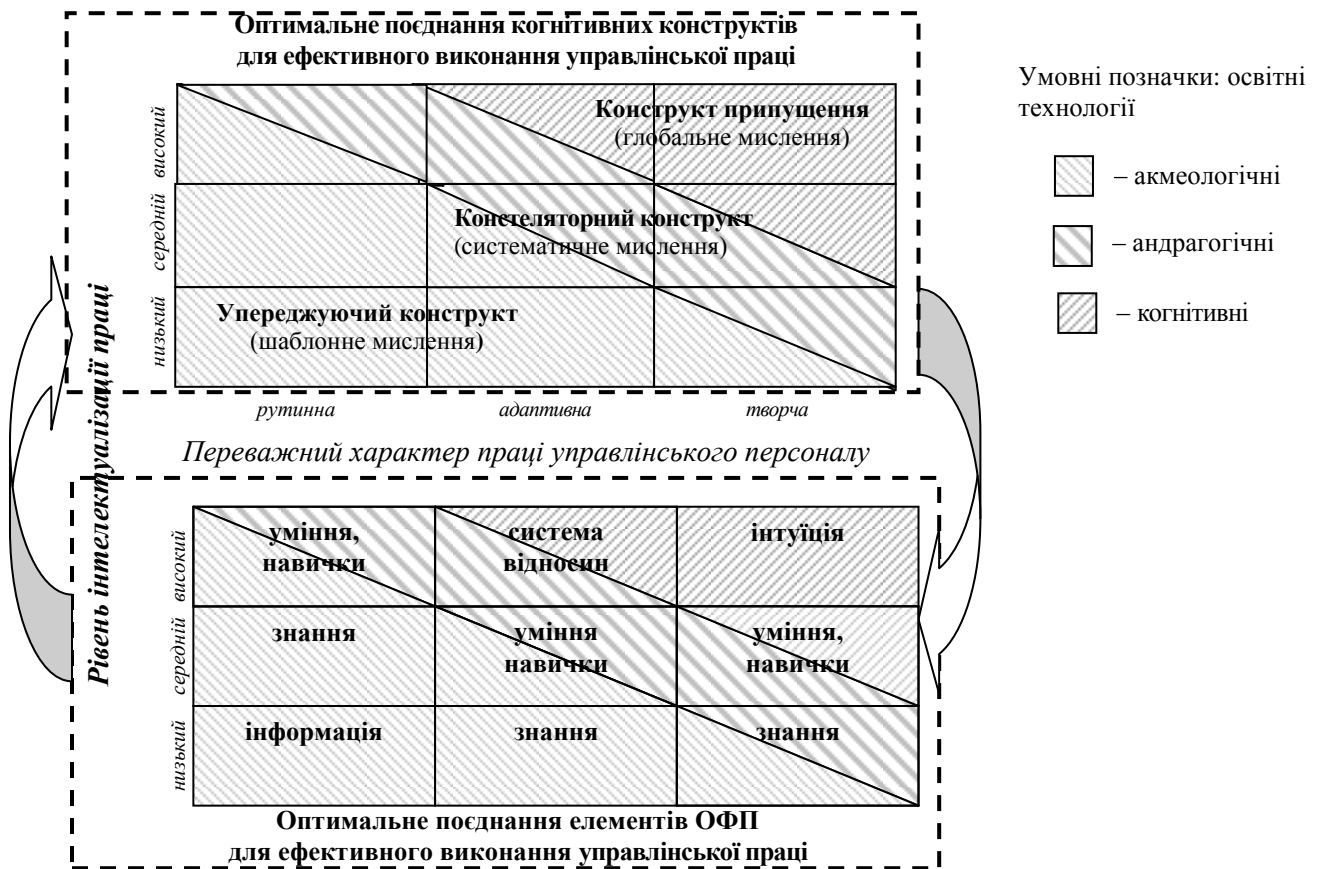 Оптимальне поєднання когнітивних конструктів
для ефективного виконання управлінської праці
Умовні позначки: освітні
технології
– акмеологічні
– андрагогічні
– когнітивні
Рівень інтелектуалізації праці
високий
середній
низький
Конструкт припущення
(глобальне мислення)
Констеляторний конструкт
(систематичне мислення)
Упереджуючий конструкт
(шаблонне мислення)
рутинна
адаптивна
творча
Переважний характер праці управлінського персоналу
високий
середній
низький
уміння,
навички
система
відносин
інтуїція
знання
уміння
навички
уміння,
навички
інформація
знання
знання
Оптимальне поєднання елементів ОФП
для ефективного виконання управлінської праці